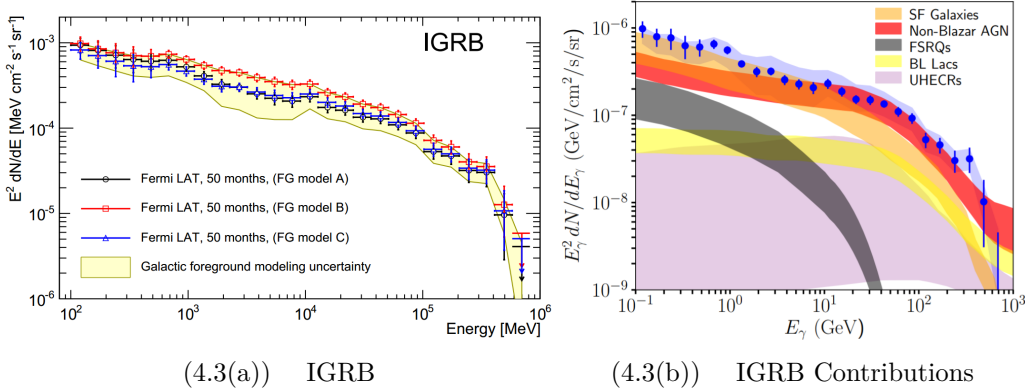 IGRB
E² dN/dE [MeV cm⁻² s⁻¹ sr⁻¹]
10⁻³
10⁻⁴
10⁻⁵
10⁻⁶
Fermi LAT, 50 months, (FG model A)
Fermi LAT, 50 months, (FG model B)
Fermi LAT, 50 months, (FG model C)
Galactic foreground modeling uncertainty
10² 10³ 10⁴ 10⁵ 10⁶
Energy [MeV]
(4.3(a)) IGRB
SF Galaxies
Non-Blazar AGN
FSRQs
BL Lacs
UHECRs
E²γ dN/dEγ (GeV/cm²/s/sr)
10⁻⁶
10⁻⁷
10⁻⁸
10⁻⁹
10⁻¹ 10⁰ 10¹ 10² 10³
Eγ (GeV)
(4.3(b)) IGRB Contributions